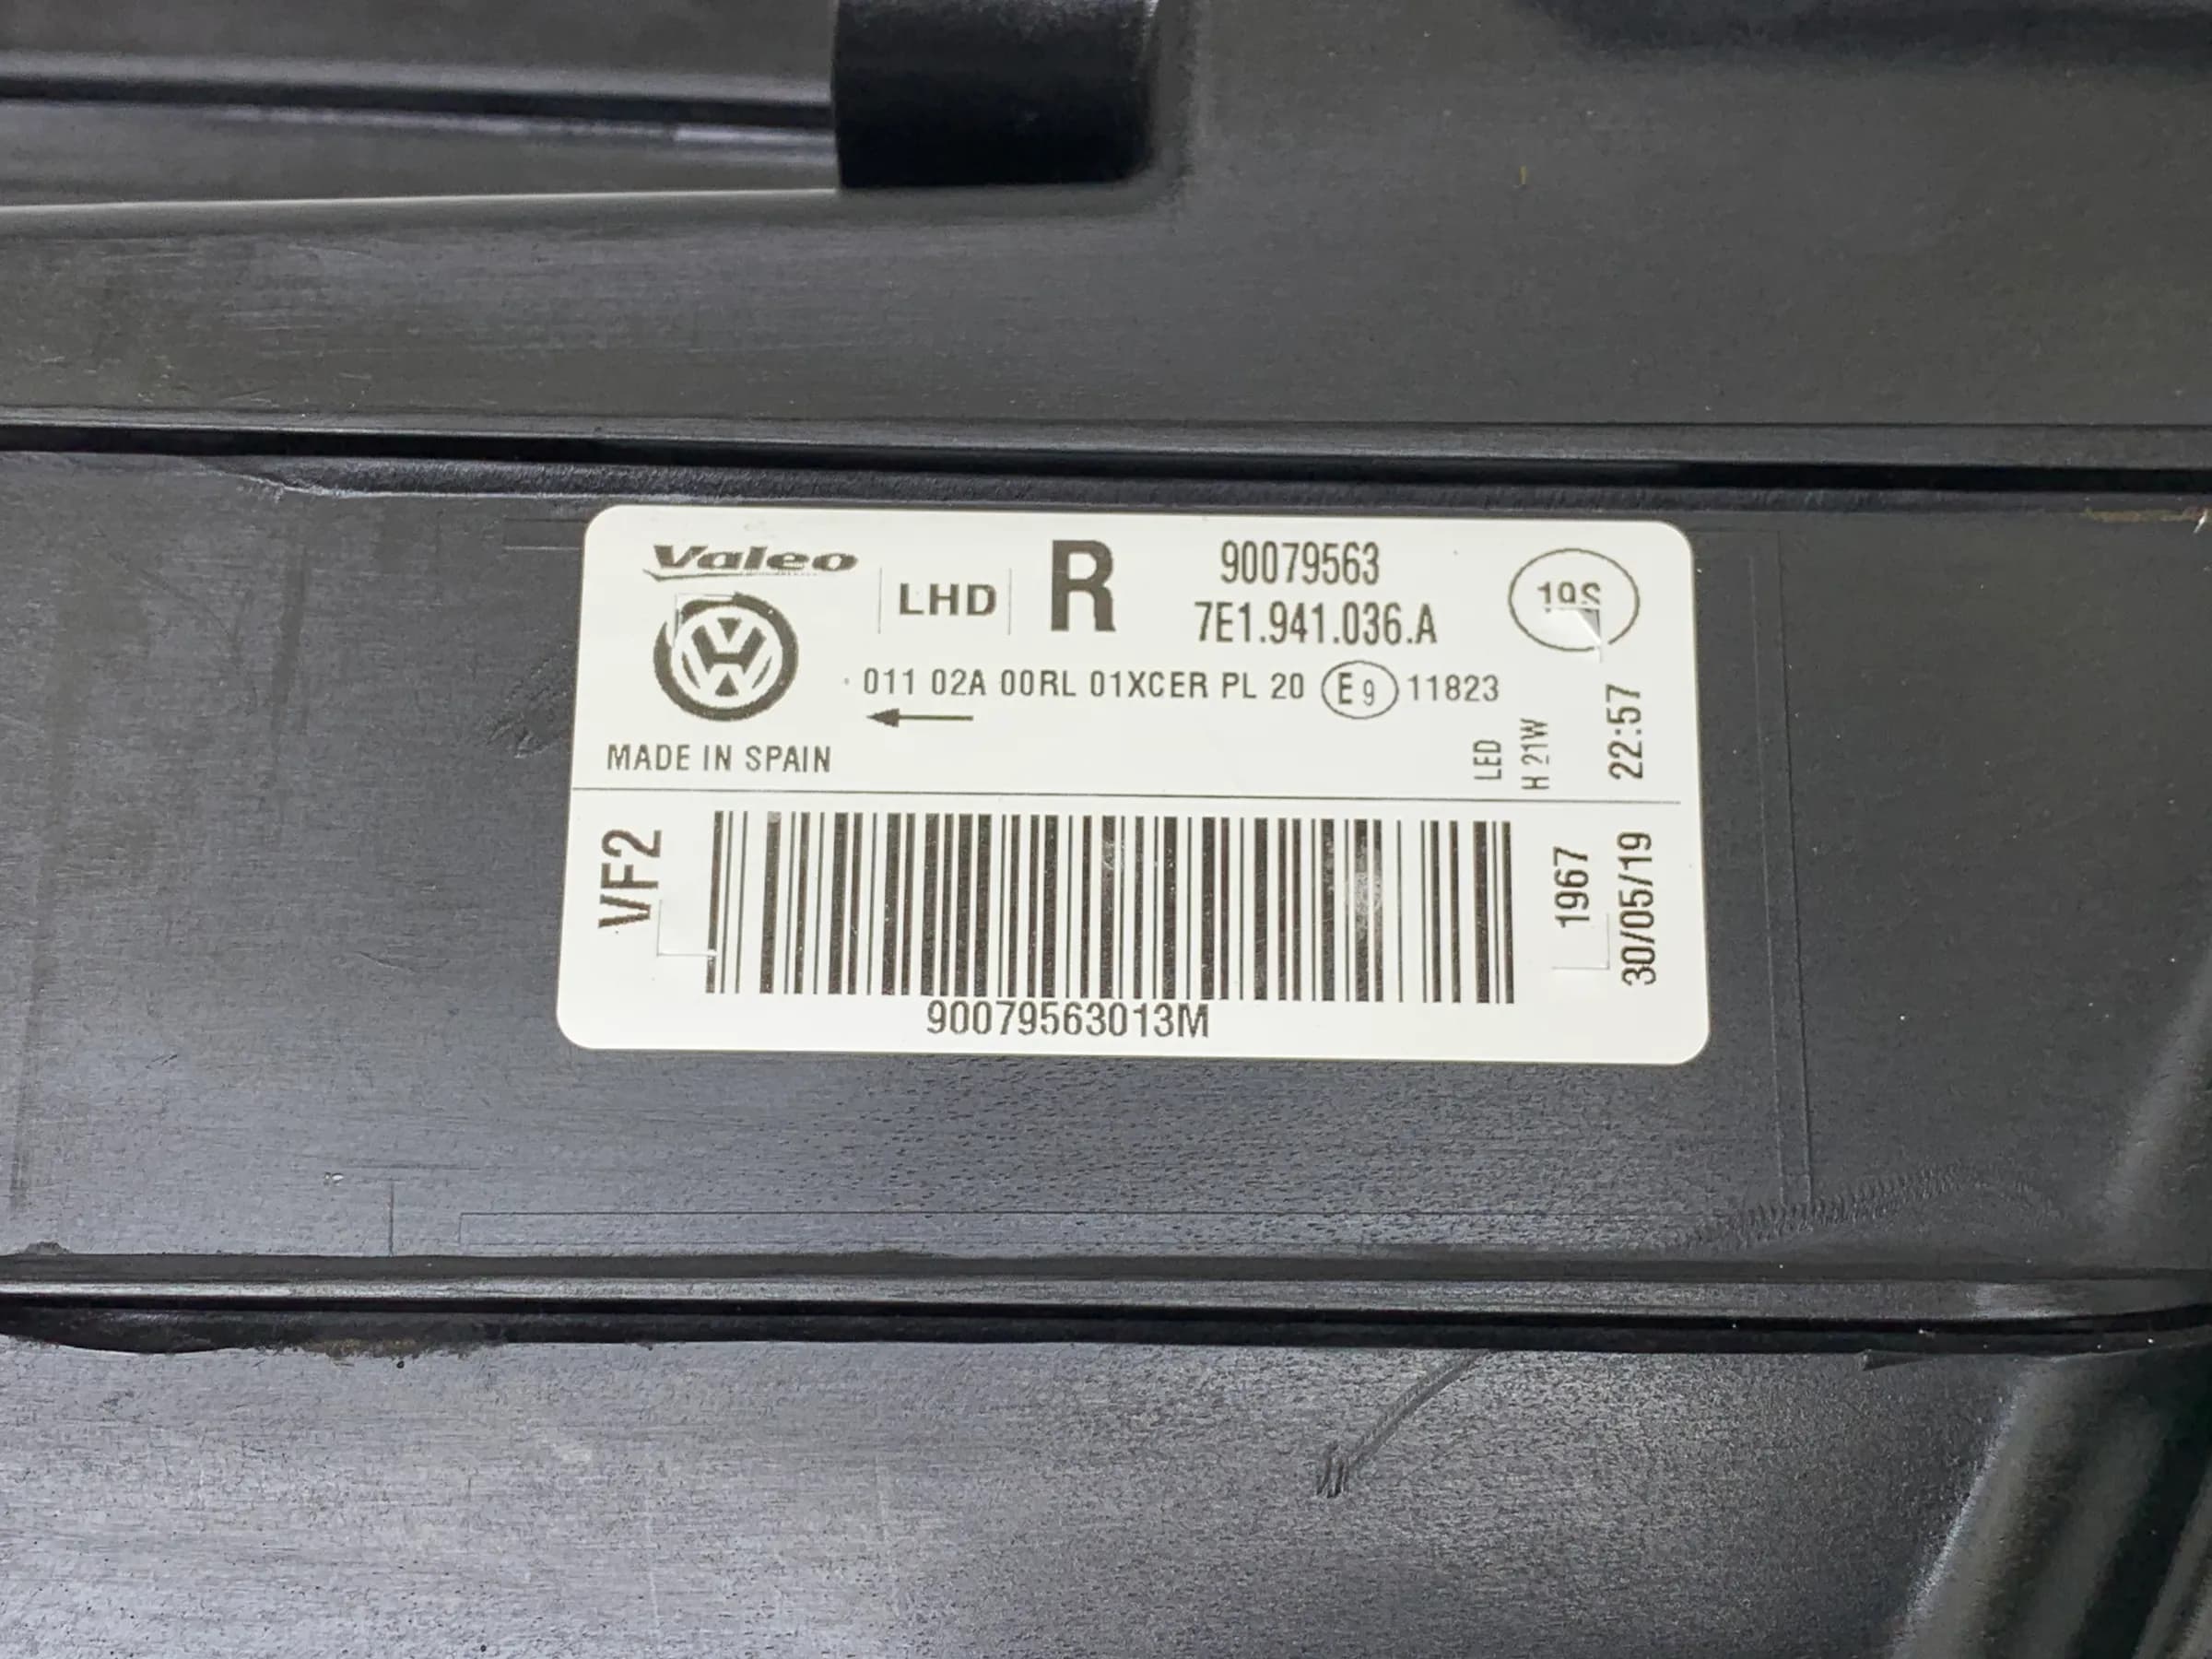 Valeo
LHD
R
90079563
7E1.941.036.A
011 02A 00RL 01XCER PL 20 E9 11823
MADE IN SPAIN
LED
H 21W
22:57
VF2
1967
30/05/19
90079563013M